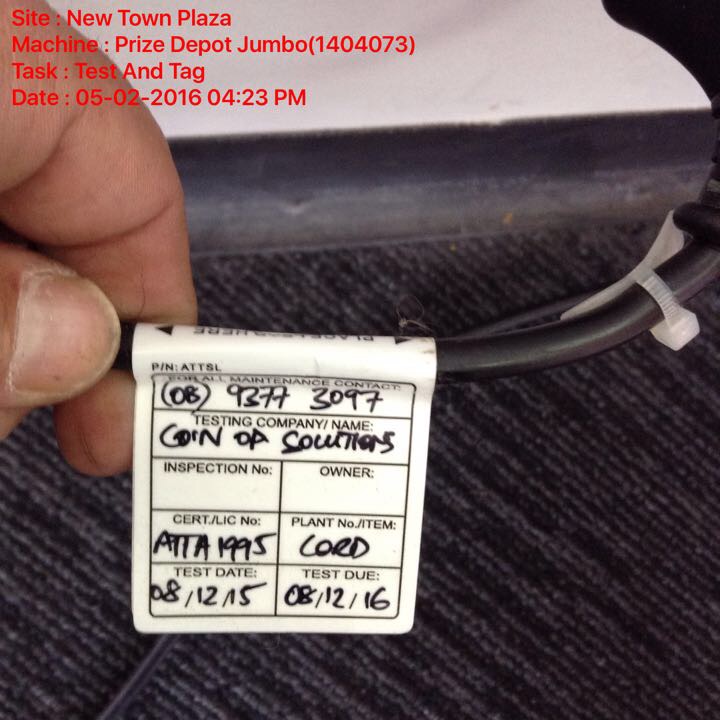 Site : New Town Plaza
Machine : Prize Depot Jumbo(1404073)
Task : Test And Tag
Date : 05-02-2016 04:23 PM
P/N: ATTSL
FOR ALL MAINTENANCE CONTACT:
(08) 9377 3097
TESTING COMPANY/ NAME:
COIN OP SOLUTIONS
INSPECTION No: OWNER:
CERT./LIC No: PLANT No./ITEM:
ATTA1995 CORD
TEST DATE: TEST DUE:
08/12/15 08/12/16